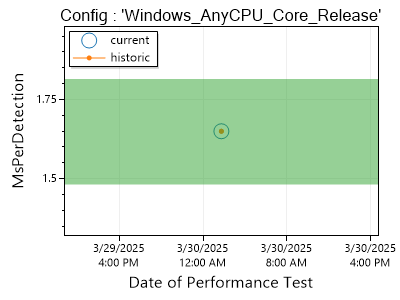 Config : 'Windows_AnyCPU_Core_Release'
current
historic
MsPerDetection
1.75
1.5
3/29/2025
4:00 PM
3/30/2025
12:00 AM
3/30/2025
8:00 AM
3/30/2025
4:00 PM
Date of Performance Test